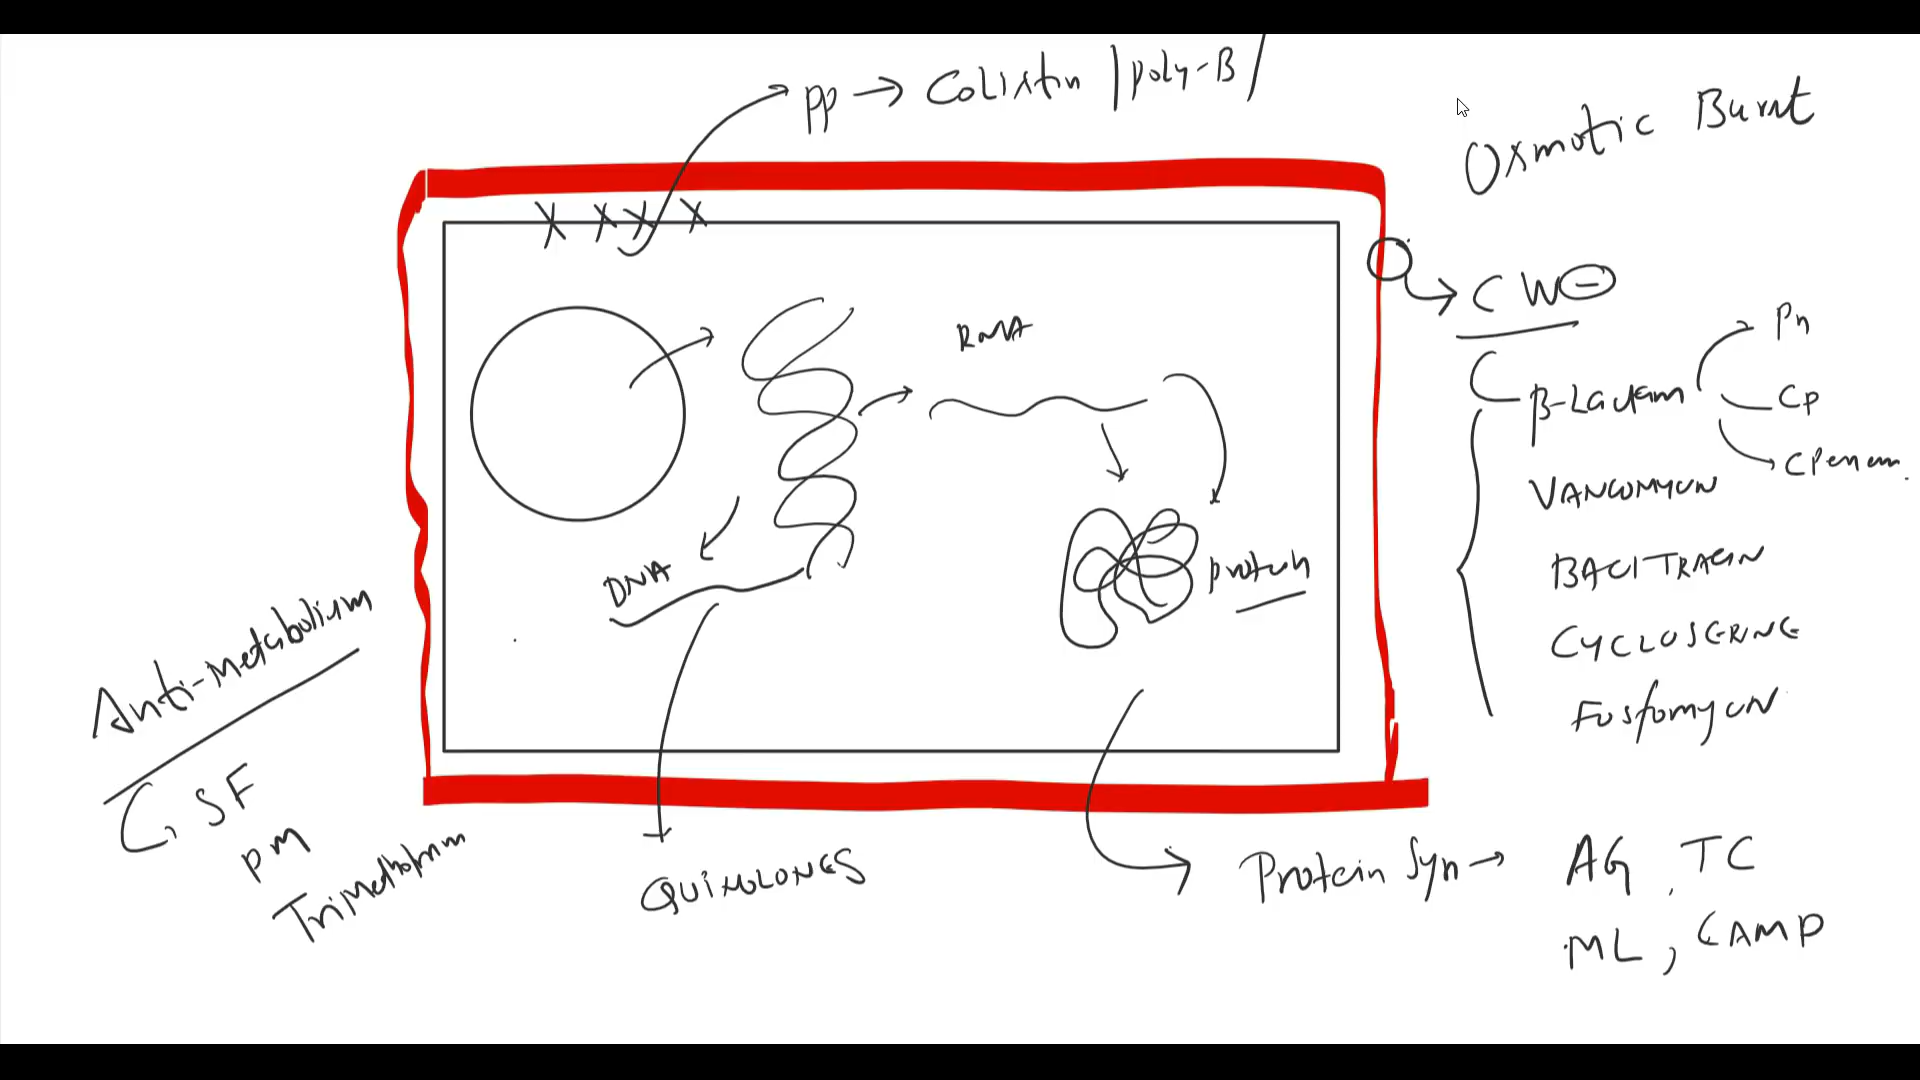 PP → Colistin / Poly-B /
Osmotic Burst
CW⊖
RNA
β-Lactam
Pn
Cp
Cpenem.
VANCOMYCIN
BACITRACIN
CYCLOSERINE
Fosfomycin
DNA
Protein
Anti-metabolism
SF
PM
Trimethoprim
QUINOLONES
Protein Syn → AG, TC
ML, CAMP